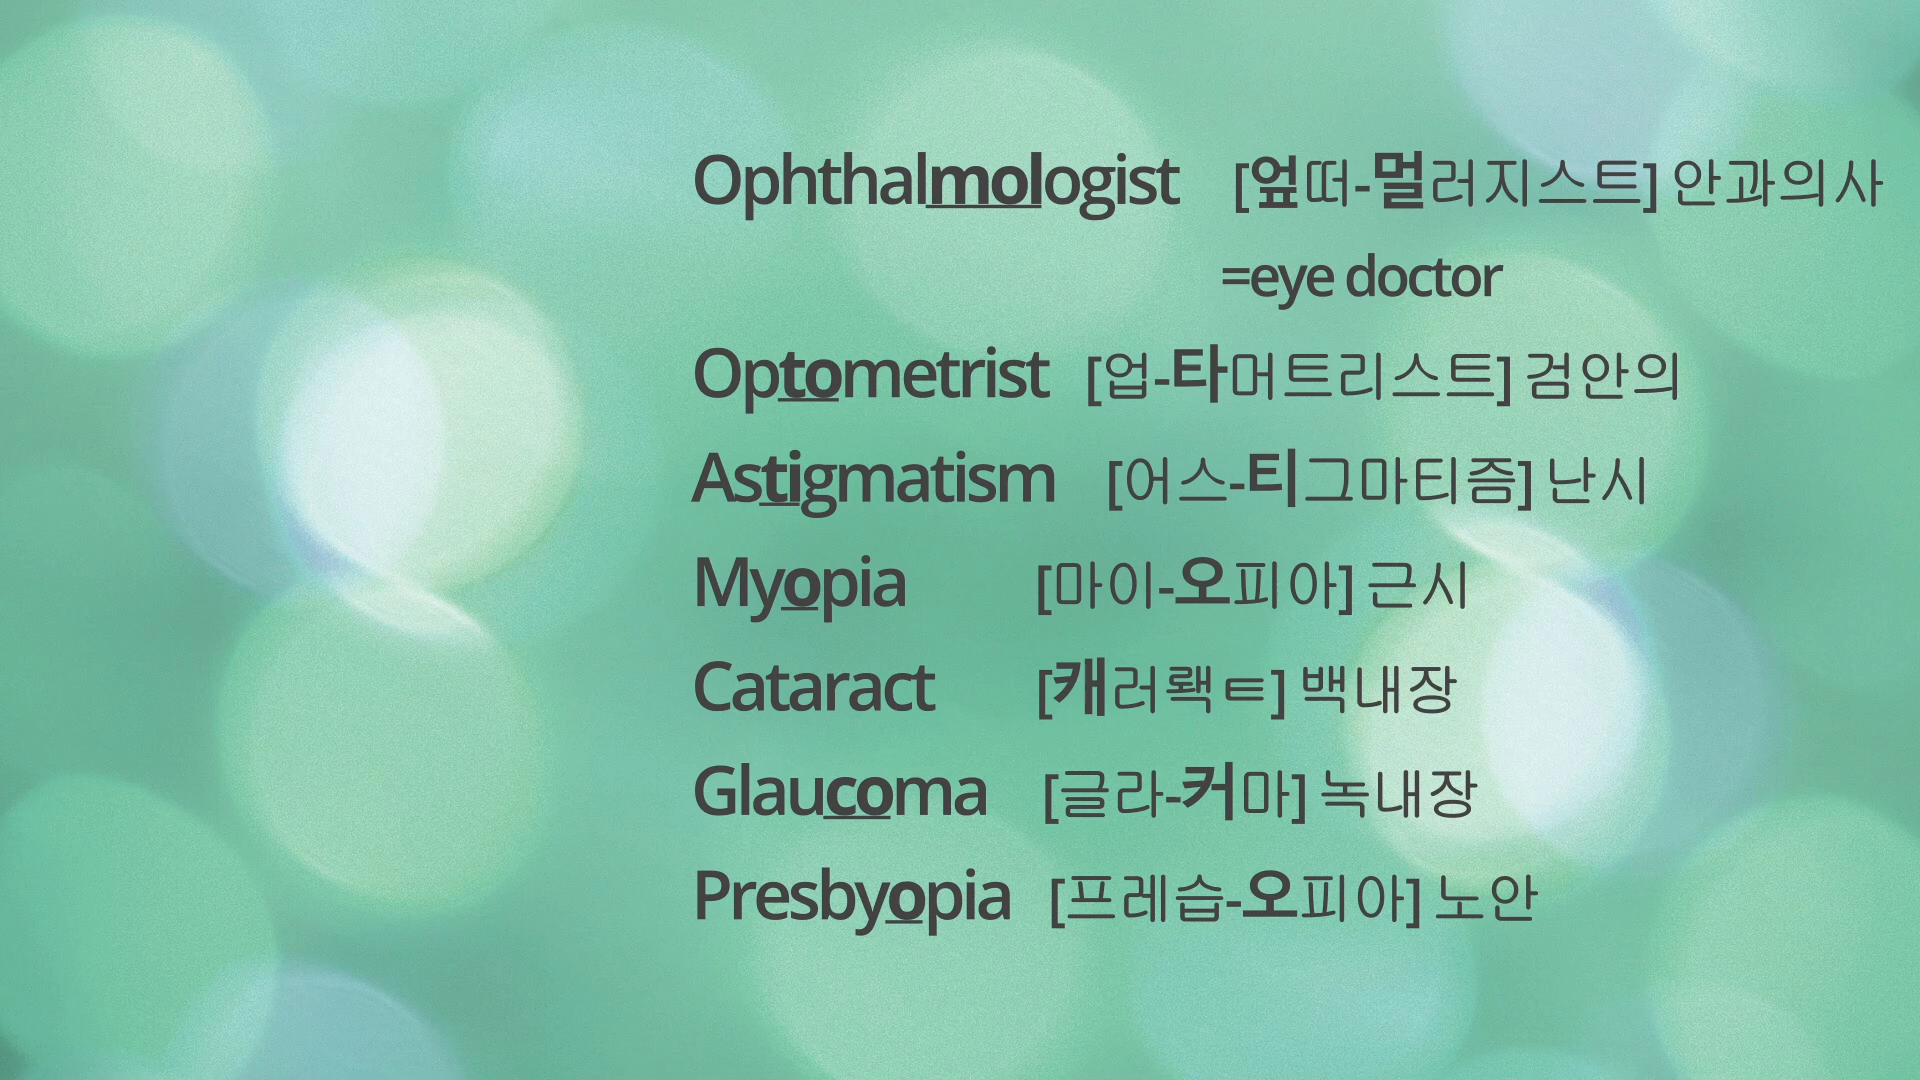 Ophthalmologist [엎떠-멀러지스트] 안과의사
=eye doctor
Optometrist [업-타머트리스트] 검안의
Astigmatism [어스-티그마티즘] 난시
Myopia [마이-오피아] 근시
Cataract [캐러뢕ㅌ] 백내장
Glaucoma [글라-커마] 녹내장
Presbyopia [프레습-오피아] 노안